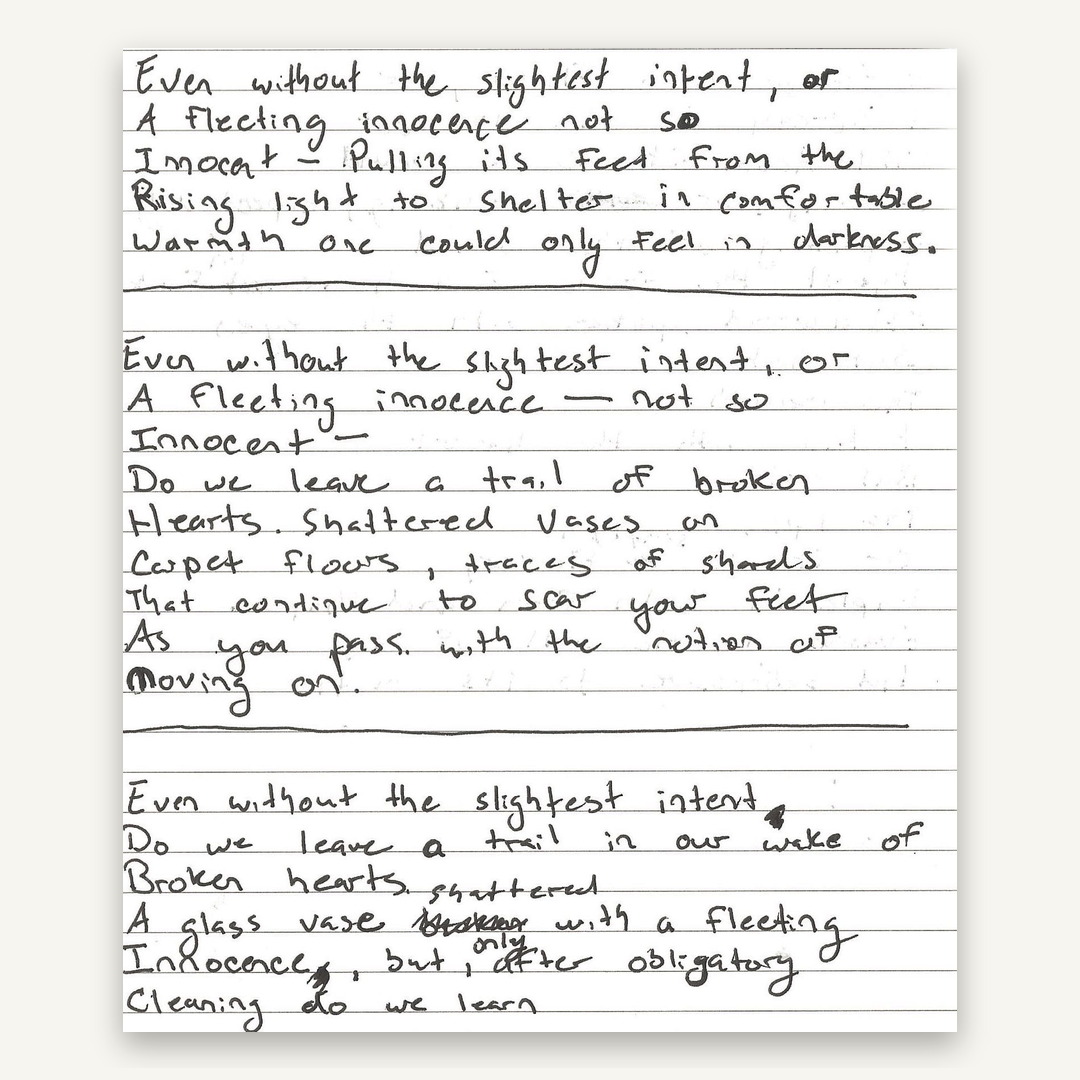 Even without the slightest intent, or
A fleeting innocence not so
Innocent – Pulling its feet from the
Rising light to shelter in comfortable
Warmth one could only feel in darkness.
Even without the slightest intent, or
A fleeting innocence — not so
Innocent —
Do we leave a trail of broken
Hearts. Shattered vases on
Carpet floors, traces of shards
That continue to scar your feet
As you pass. with the notion of
Moving on.
Even without the slightest intent,
Do we leave a trail in our wake of
Broken hearts. shattered
A glass vase with a fleeting
only
Innocence, but, after obligatory
Cleaning do we learn